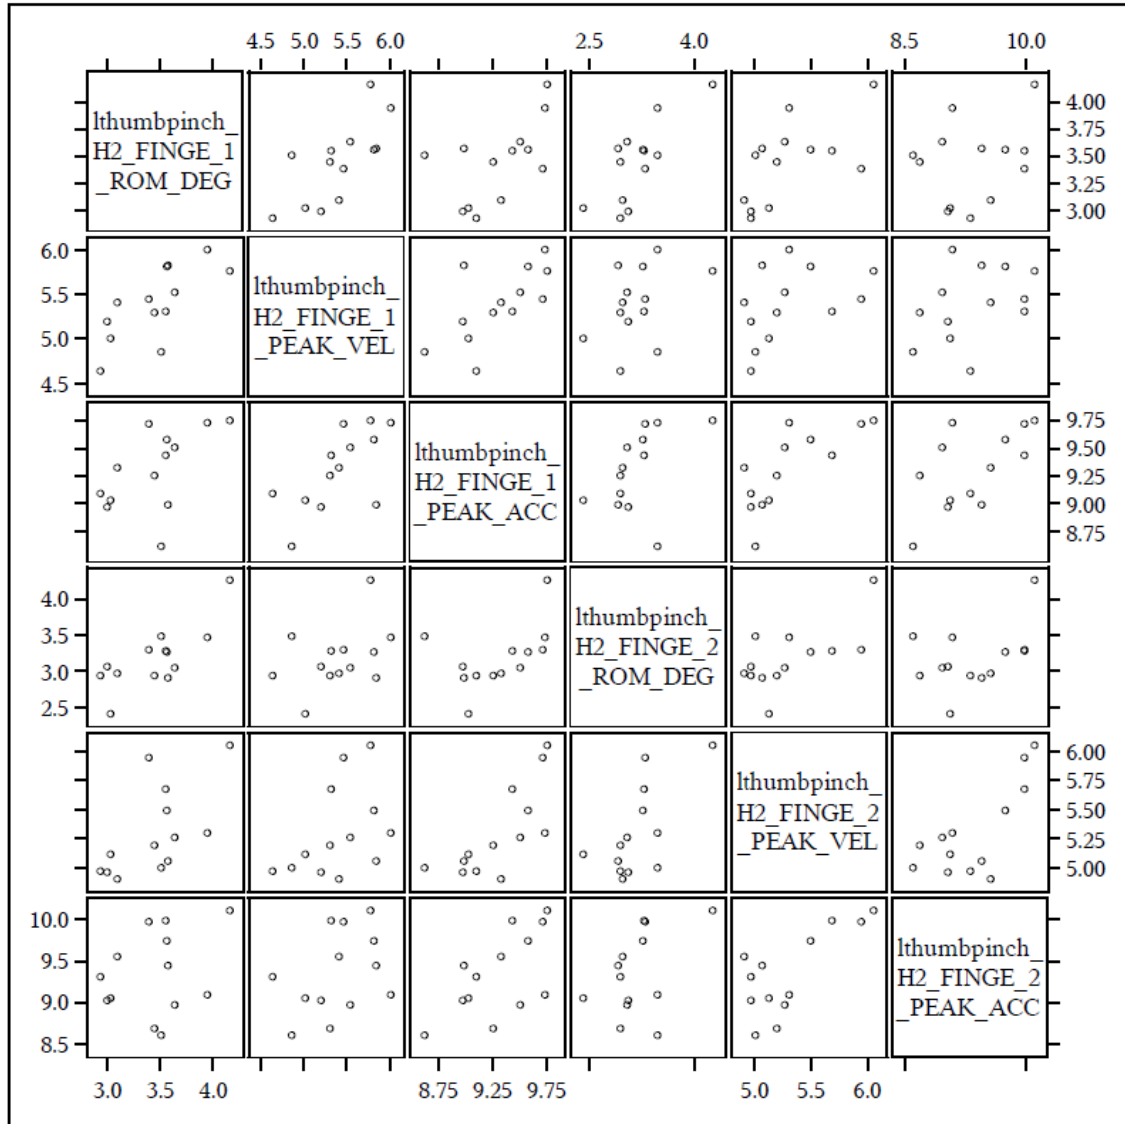 4.5 5.0 5.5 6.0 2.5 4.0 8.5 10.0
lthumbpinch_
H2_FINGE_1
_ROM_DEG
4.00
3.75
3.50
3.25
3.00
6.0
5.5
5.0
4.5
lthumbpinch_
H2_FINGE_1
_PEAK_VEL
lthumbpinch_
H2_FINGE_1
_PEAK_ACC
9.75
9.50
9.25
9.00
8.75
4.0
3.5
3.0
2.5
lthumbpinch_
H2_FINGE_2
_ROM_DEG
lthumbpinch_
H2_FINGE_2
_PEAK_VEL
6.00
5.75
5.50
5.25
5.00
10.0
9.5
9.0
8.5
lthumbpinch_
H2_FINGE_2
_PEAK_ACC
3.0 3.5 4.0 8.75 9.25 9.75 5.0 6.0